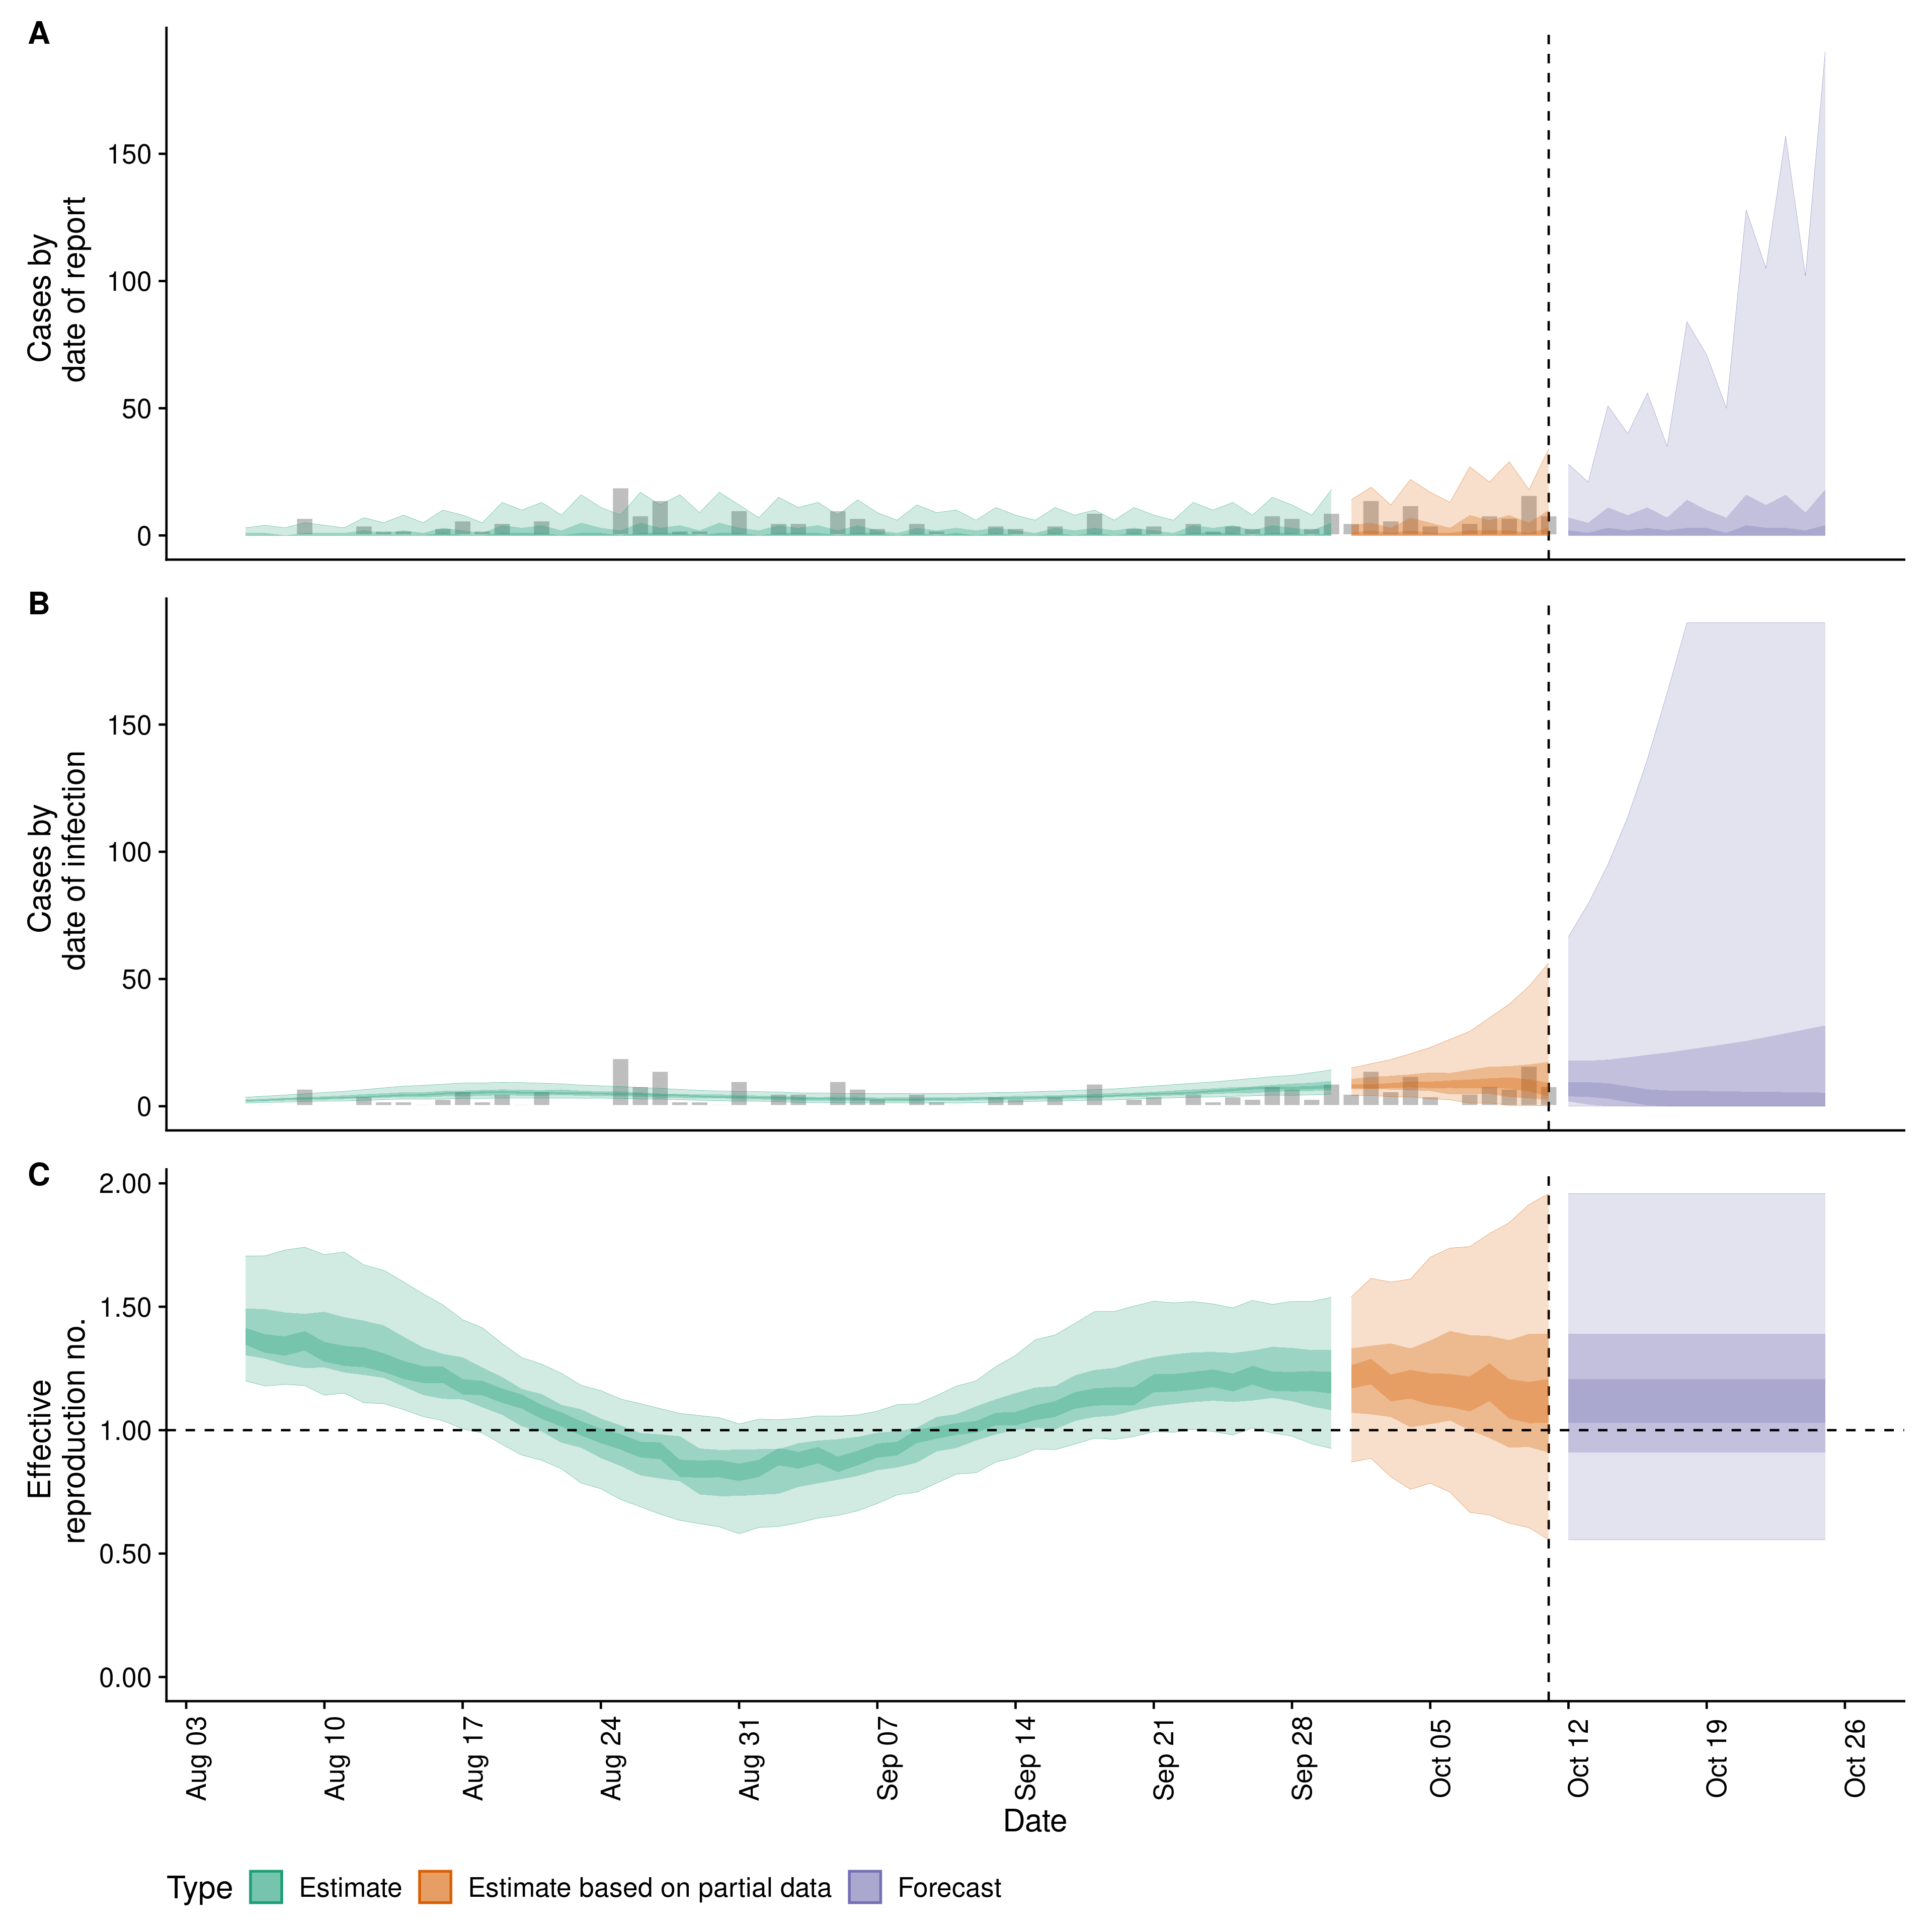 A
Cases by
date of report
150
100
50
0
B
Cases by
date of infection
150
100
50
0
C
Effective
reproduction no.
2.00
1.50
1.00
0.50
0.00
Aug 03
Aug 10
Aug 17
Aug 24
Aug 31
Sep 07
Sep 14
Sep 21
Sep 28
Oct 05
Oct 12
Oct 19
Oct 26
Date
Type Estimate Estimate based on partial data Forecast